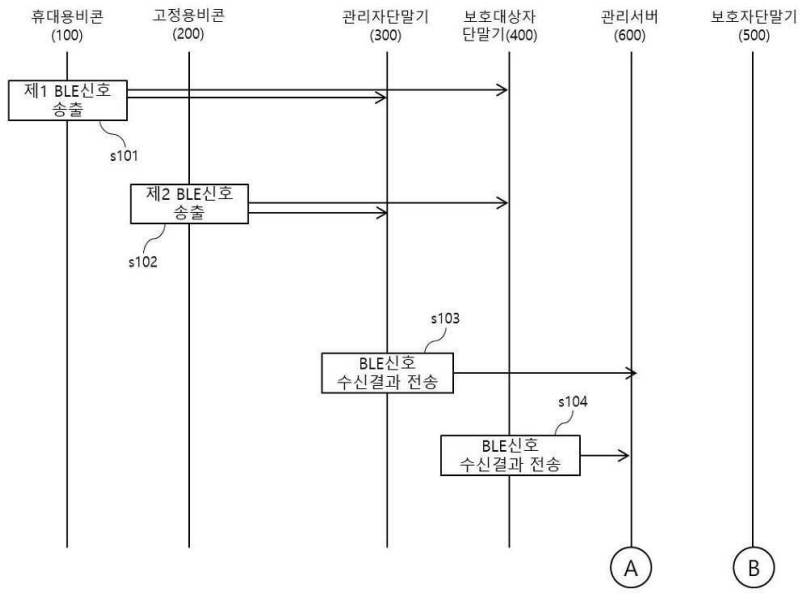 휴대용비콘
(100)
고정용비콘
(200)
관리자단말기
(300)
보호대상자
단말기(400)
관리서버
(600)
보호자단말기
(500)
제1 BLE신호
송출
s101
제2 BLE신호
송출
s102
s103
BLE신호
수신결과 전송
s104
BLE신호
수신결과 전송
A
B